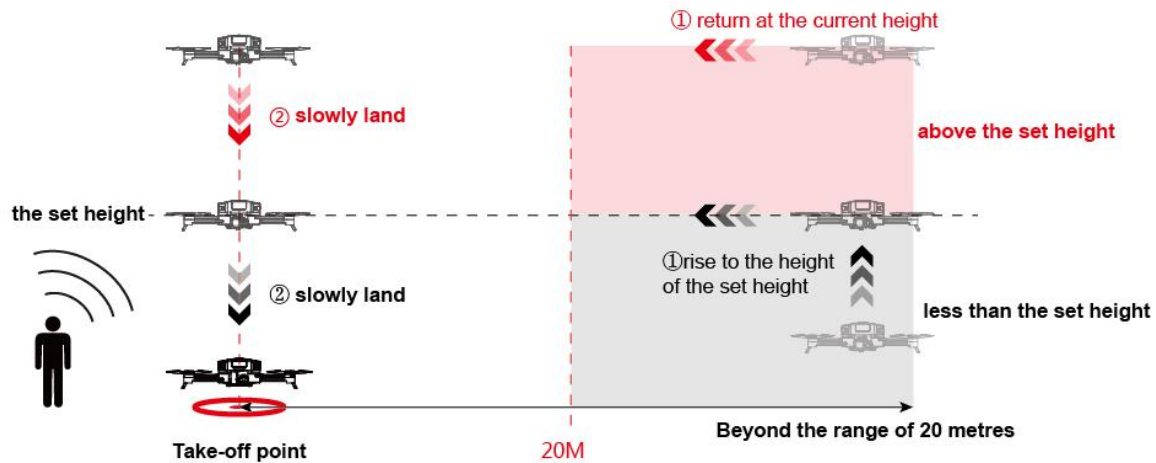 ① return at the current height
② slowly land
above the set height
the set height
①rise to the height
of the set height
② slowly land
less than the set height
Beyond the range of 20 metres
Take-off point
20M